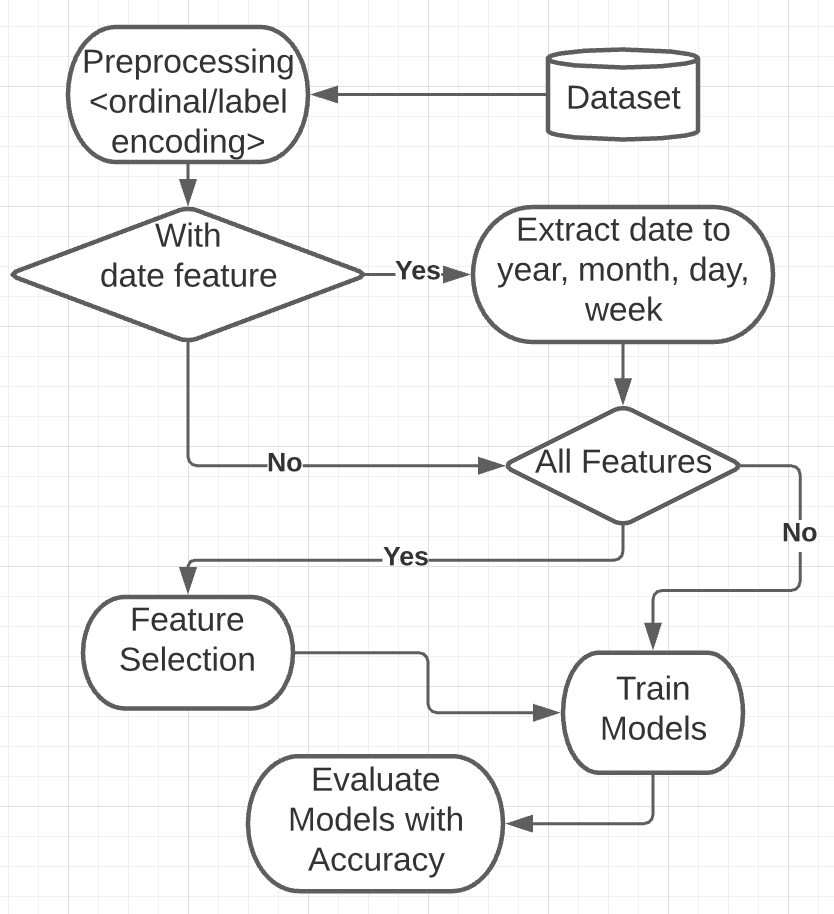 Preprocessing
<ordinal/label
encoding>
Dataset
With
date feature
Yes
Extract date to
year, month, day,
week
No
All Features
No
Yes
Feature
Selection
Train
Models
Evaluate
Models with
Accuracy